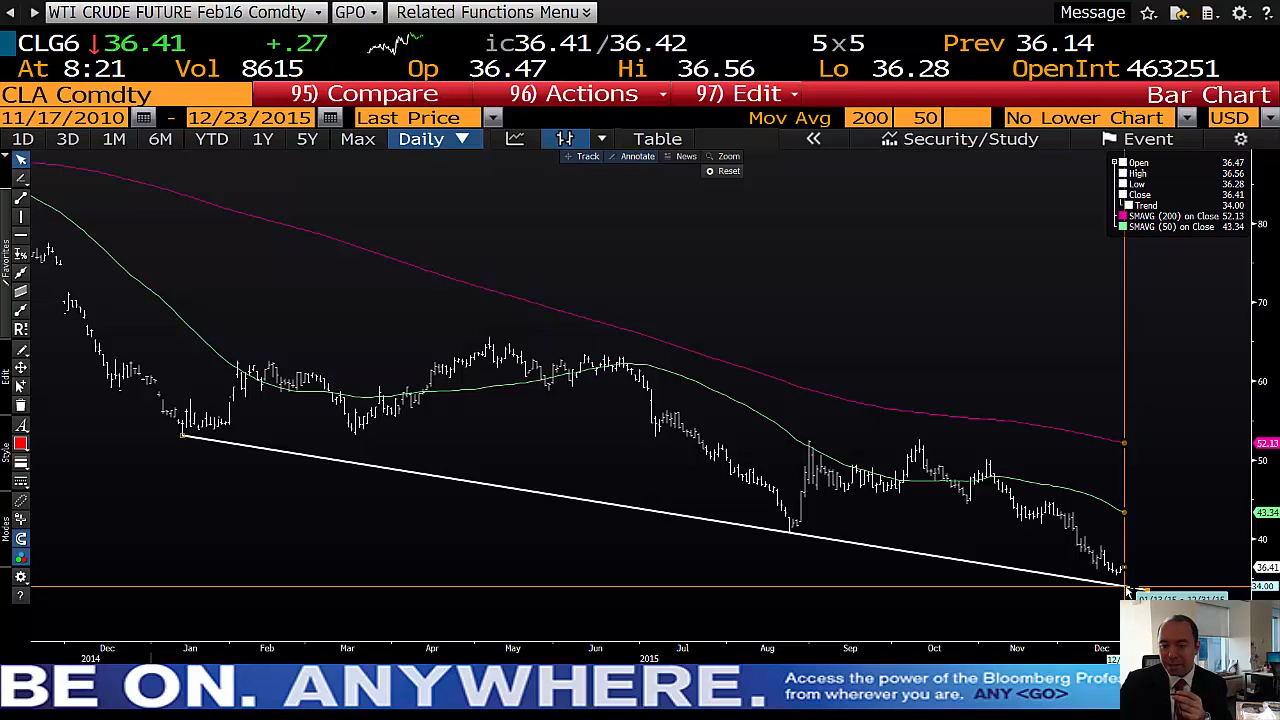 WTI CRUDE FUTURE Feb16 Comdty GPO Related Functions Menu Message
CLG6 36.41 +.27 ic36.41/36.42 5x5 Prev 36.14
At 8:21 Vol 8615 Op 36.47 Hi 36.56 Lo 36.28 OpenInt 463251
CLA Comdty 95) Compare 96) Actions 97) Edit Bar Chart
11/17/2010 - 12/23/2015 Last Price Mov Avg 200 50 No Lower Chart USD
1D 3D 1M 6M YTD 1Y 5Y Max Daily Table Security/Study Event
Track Annotate News Zoom
Reset
Open 36.47
High 36.56
Low 36.28
Close 36.41
Trend 34.00
SMAVG (200) on Close 52.13
SMAVG (50) on Close 43.34
Favorites
Edit
Style
Modes
80
70
60
52.13
50
43.34
40
36.41
34.00
Dec Jan Feb Mar Apr May Jun Jul Aug Sep Oct Nov Dec
2014 2015
BE ON. ANYWHERE.
Access the power of the Bloomberg Profe
from wherever you are. ANY <GO>